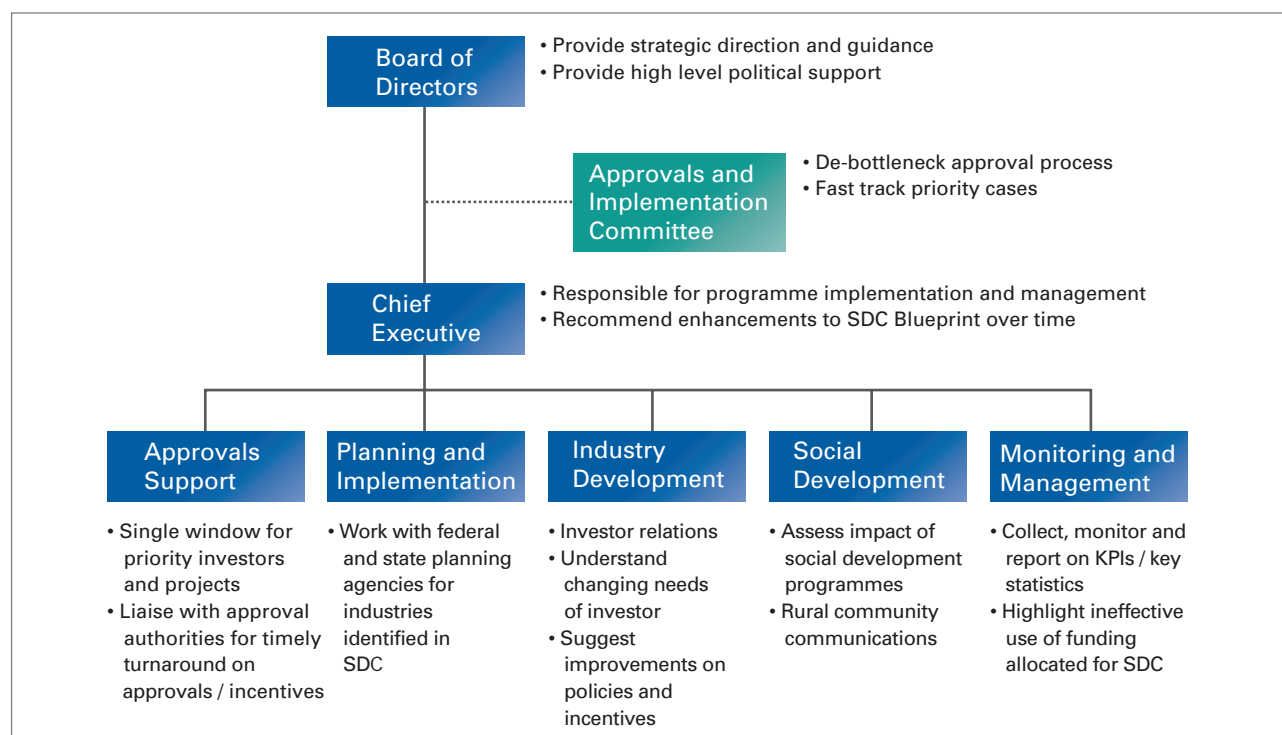 Board of
Directors
• Provide strategic direction and guidance
• Provide high level political support
Approvals and
Implementation
Committee
• De-bottleneck approval process
• Fast track priority cases
Chief
Executive
• Responsible for programme implementation and management
• Recommend enhancements to SDC Blueprint over time
Approvals
Support
• Single window for
priority investors
and projects
• Liaise with approval
authorities for timely
turnaround on
approvals / incentives
Planning and
Implementation
• Work with federal
and state planning
agencies for
industries
identified in
SDC
Industry
Development
• Investor relations
• Understand
changing needs
of investor
• Suggest
improvements on
policies and
incentives
Social
Development
• Assess impact of
social development
programmes
• Rural community
communications
Monitoring and
Management
• Collect, monitor and
report on KPIs / key
statistics
• Highlight ineffective
use of funding
allocated for SDC